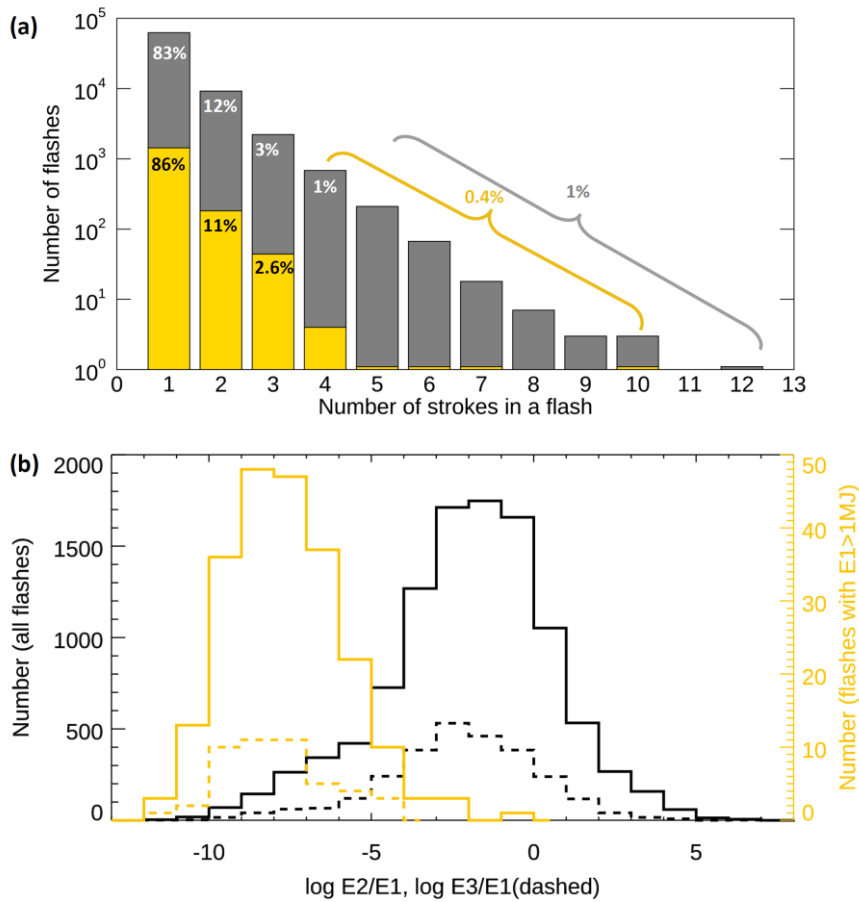 (a)
10^5
10^4
10^3
10^2
10^1
10^0
Number of flashes
83%
86%
12%
11%
3%
2.6%
1%
0.4%
1%
0 1 2 3 4 5 6 7 8 9 10 11 12 13
Number of strokes in a flash
(b)
2000
1500
1000
500
0
Number (all flashes)
50
40
30
20
10
0
Number (flashes with E1>1MJ)
-10 -5 0 5
log E2/E1, log E3/E1(dashed)